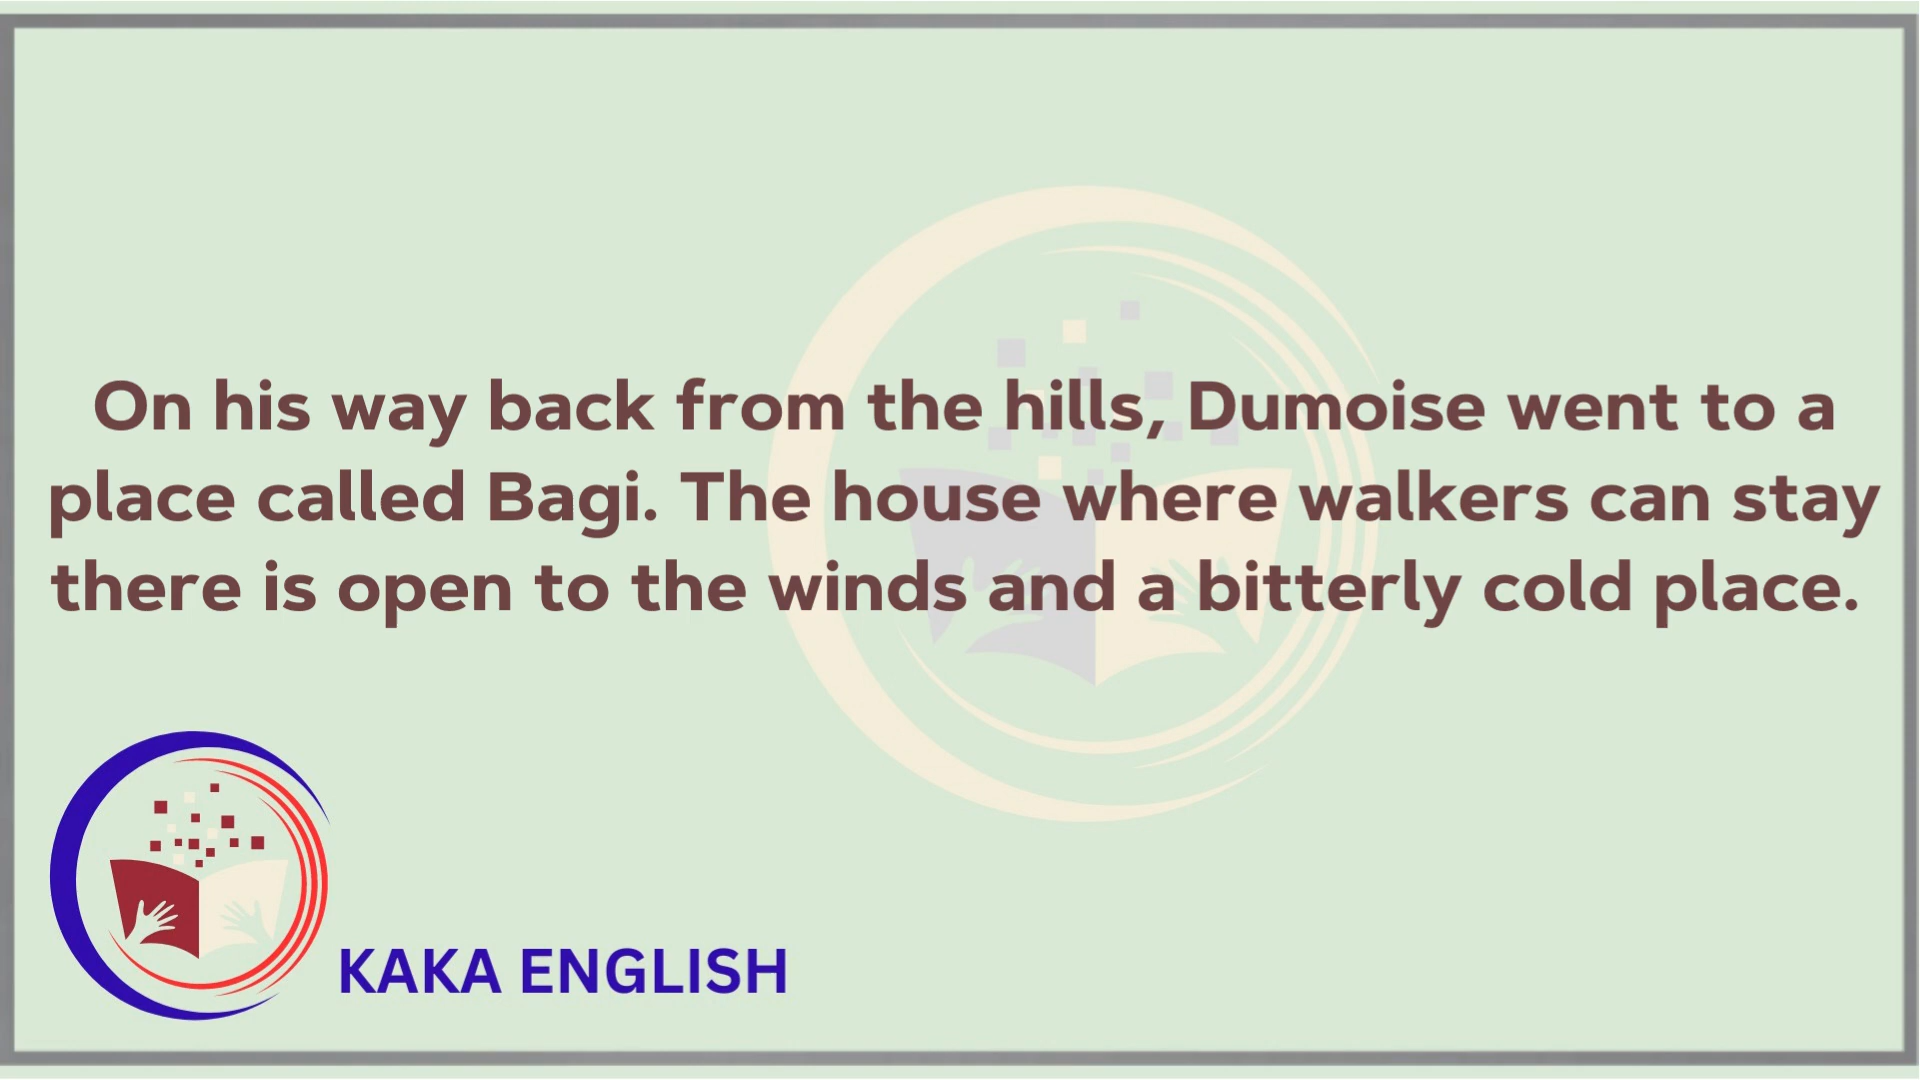 On his way back from the hills, Dumoise went to a
place called Bagi. The house where walkers can stay
there is open to the winds and a bitterly cold place.
KAKA ENGLISH